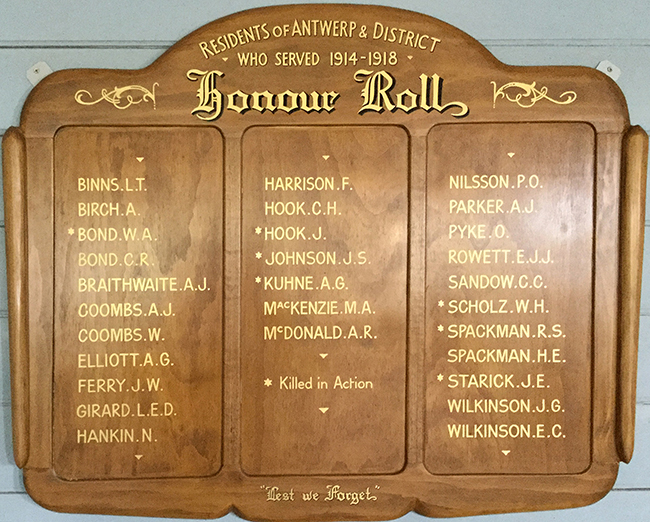 RESIDENTS OF ANTWERP & DISTRICT
WHO SERVED 1914-1918
Honour Roll
BINNS.L.T.
BIRCH.A.
*BOND.W.A.
BOND.C.R.
BRAITHWAITE.A.J.
COOMBS.A.J.
COOMBS.W.
ELLIOTT.A.G.
FERRY.J.W.
GIRARD.L.E.D.
HANKIN.N.
HARRISON.F.
HOOK.C.H.
*HOOK.J.
*JOHNSON.J.S.
*KUHNE.A.G.
MACKENZIE.M.A.
McDONALD.A.R.
* Killed in Action
NILSSON.P.O.
PARKER.A.J.
PYKE.O.
ROWETT.E.J.J.
SANDOW.C.C.
*SCHOLZ.W.H.
*SPACKMAN.R.S.
SPACKMAN.H.E.
*STARICK.J.E.
WILKINSON.J.G.
WILKINSON.E.C.
"Lest we Forget"